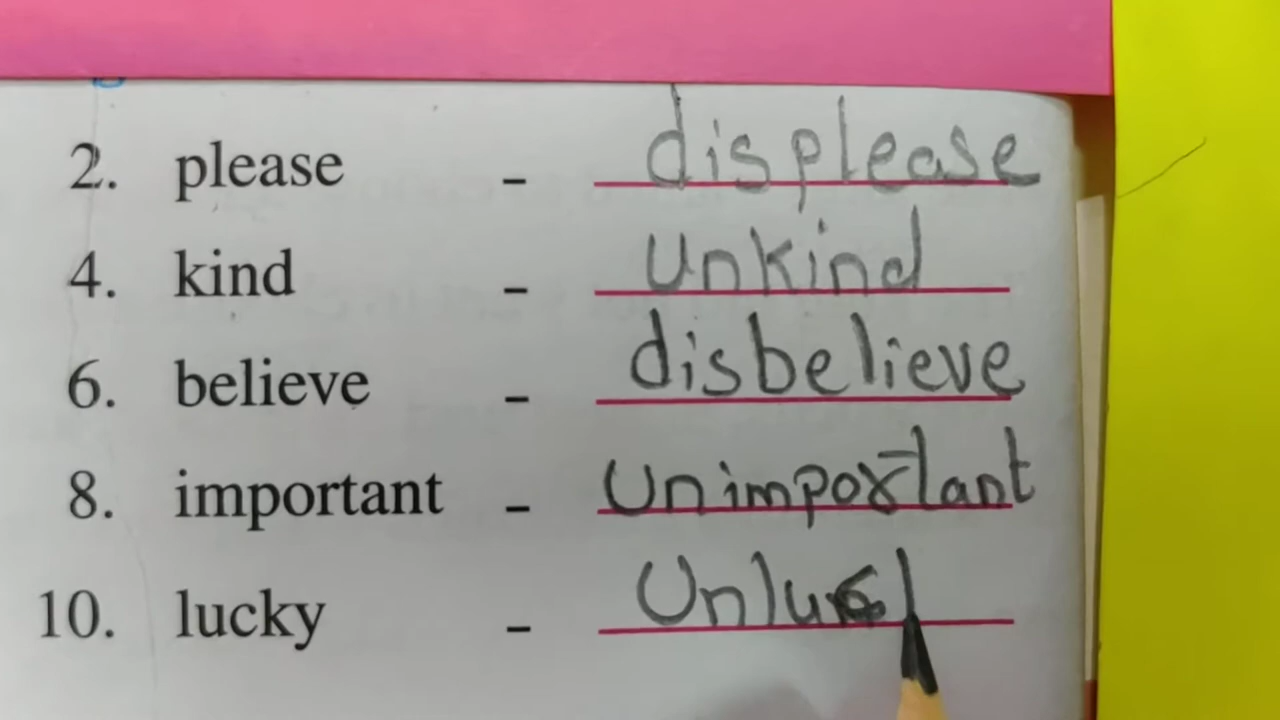 2. please - displease
4. kind - unkind
6. believe - disbelieve
8. important - unimportant
10. lucky -